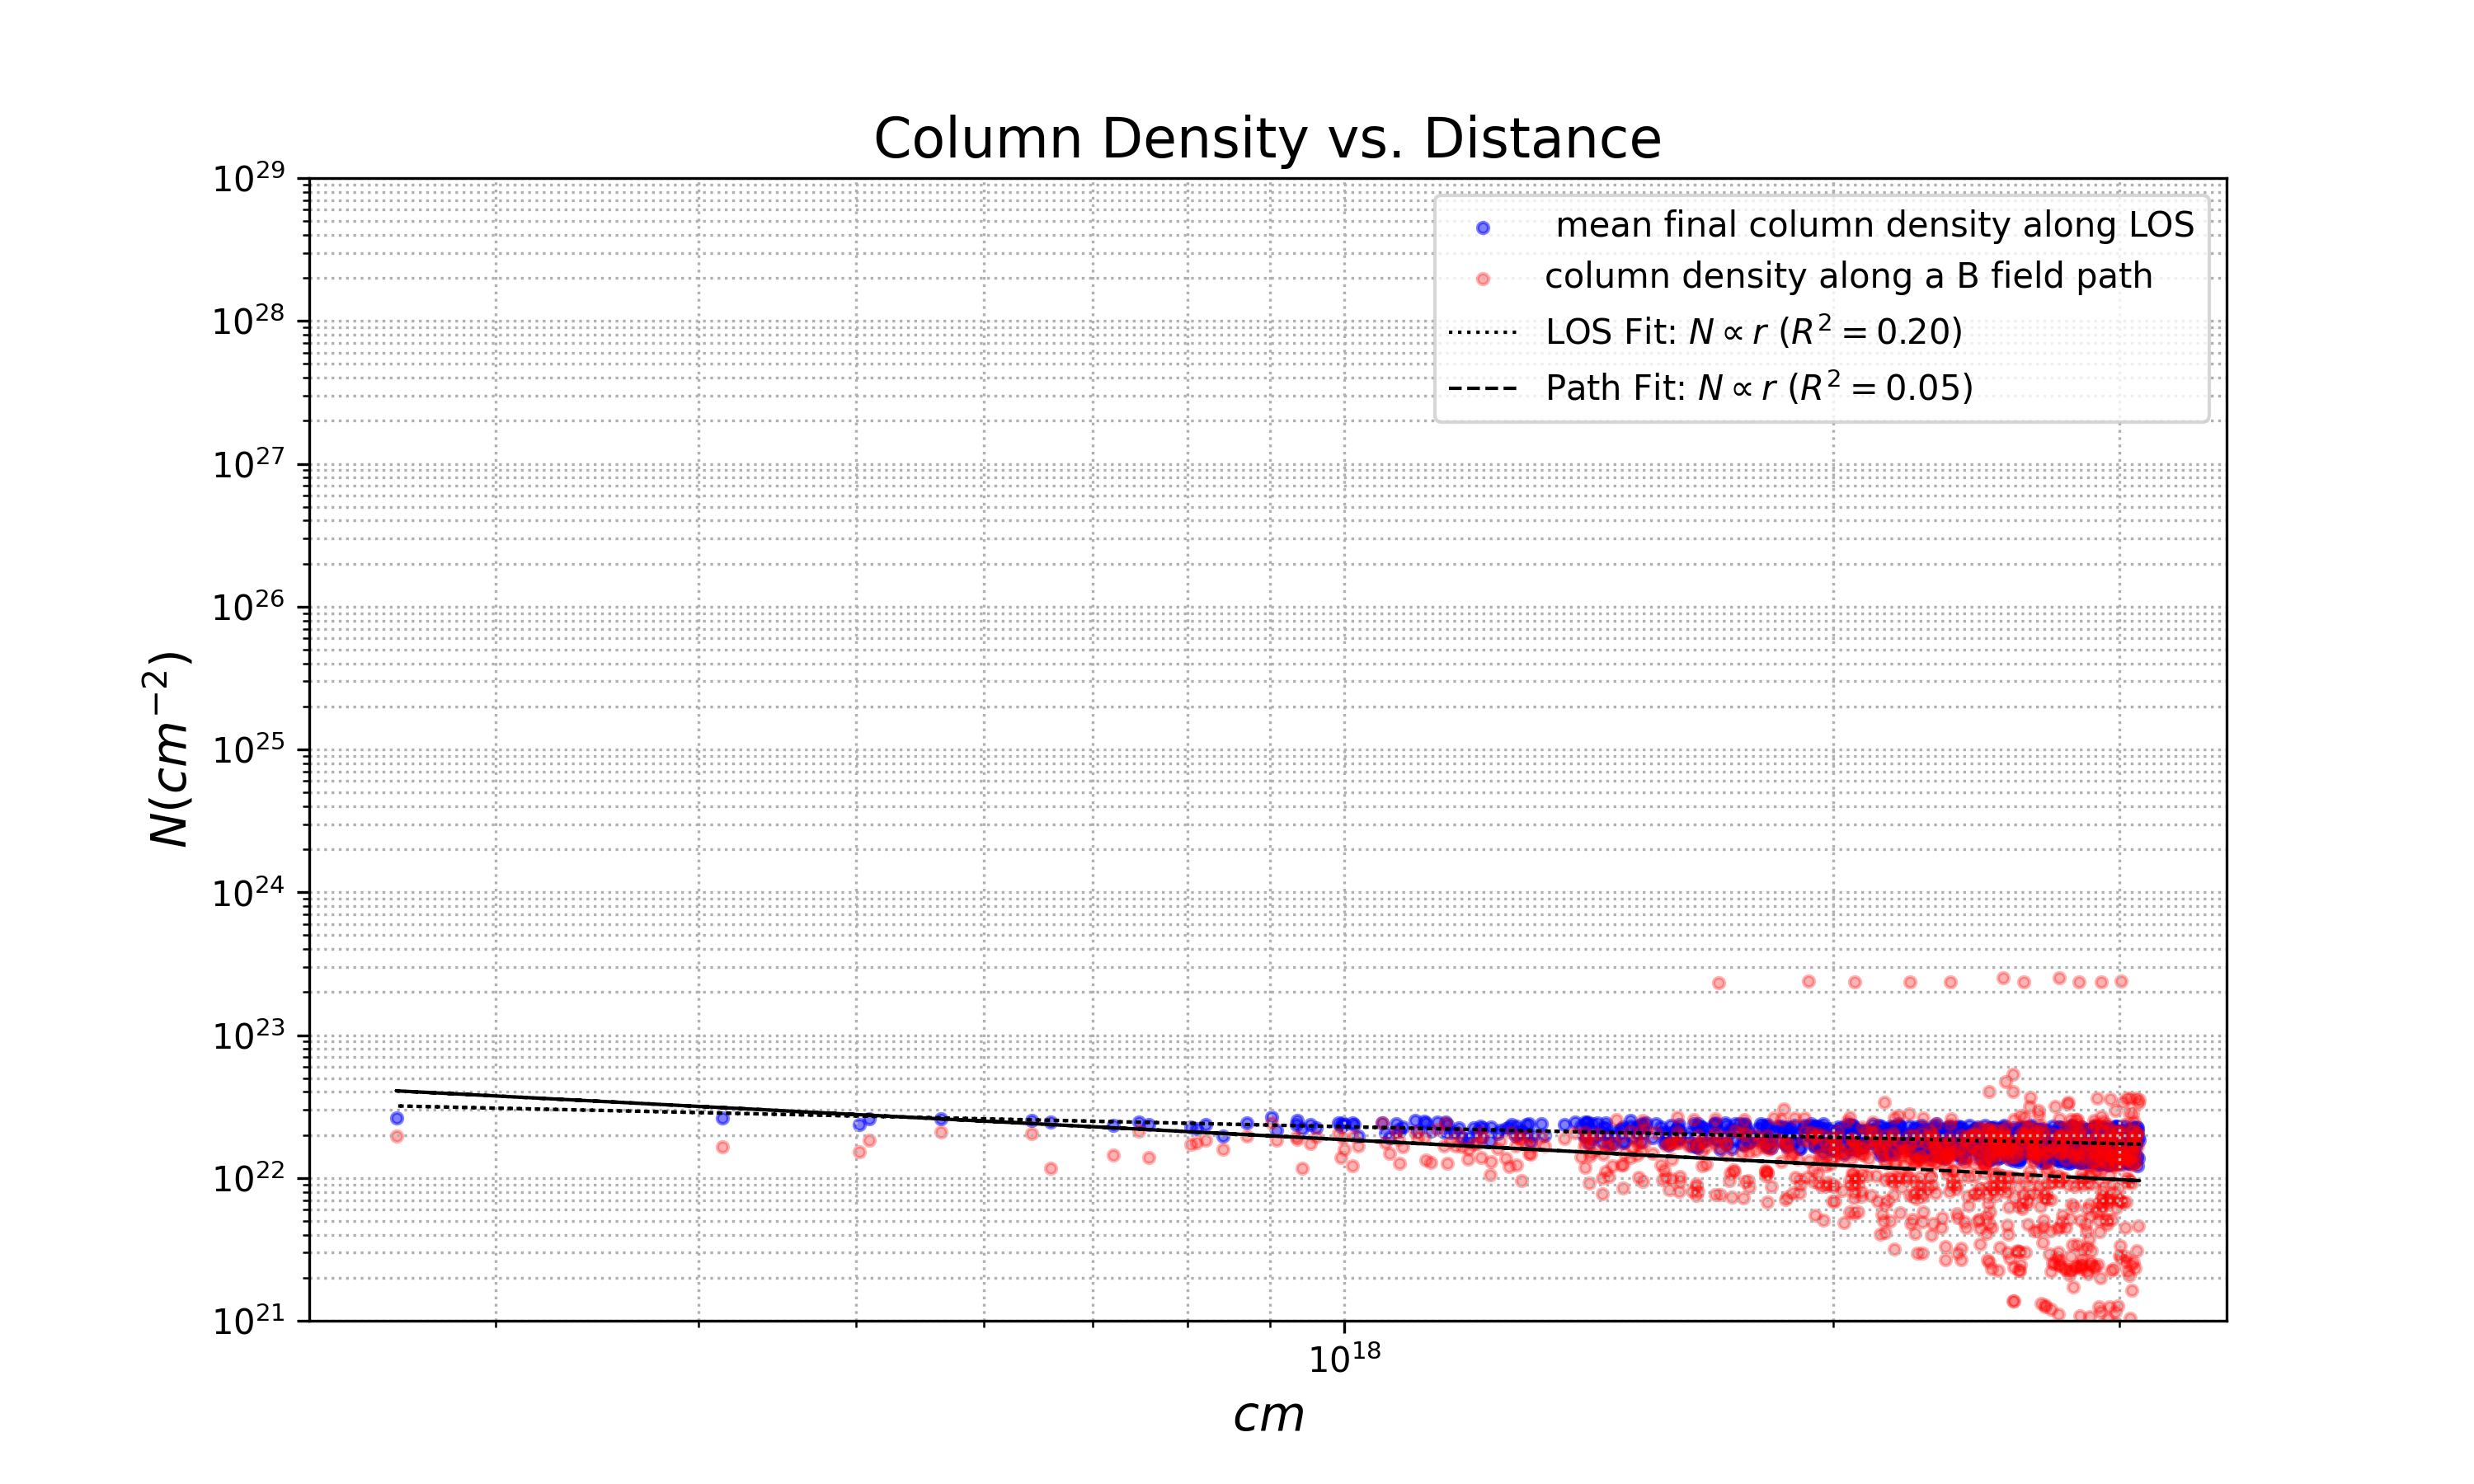 Column Density vs. Distance
mean final column density along LOS
column density along a B field path
LOS Fit: $N \propto r$ ($R^2 = 0.20$)
Path Fit: $N \propto r$ ($R^2 = 0.05$)
$N(cm^{-2})$
$10^{29}$
$10^{28}$
$10^{27}$
$10^{26}$
$10^{25}$
$10^{24}$
$10^{23}$
$10^{22}$
$10^{21}$
$10^{18}$
$cm$